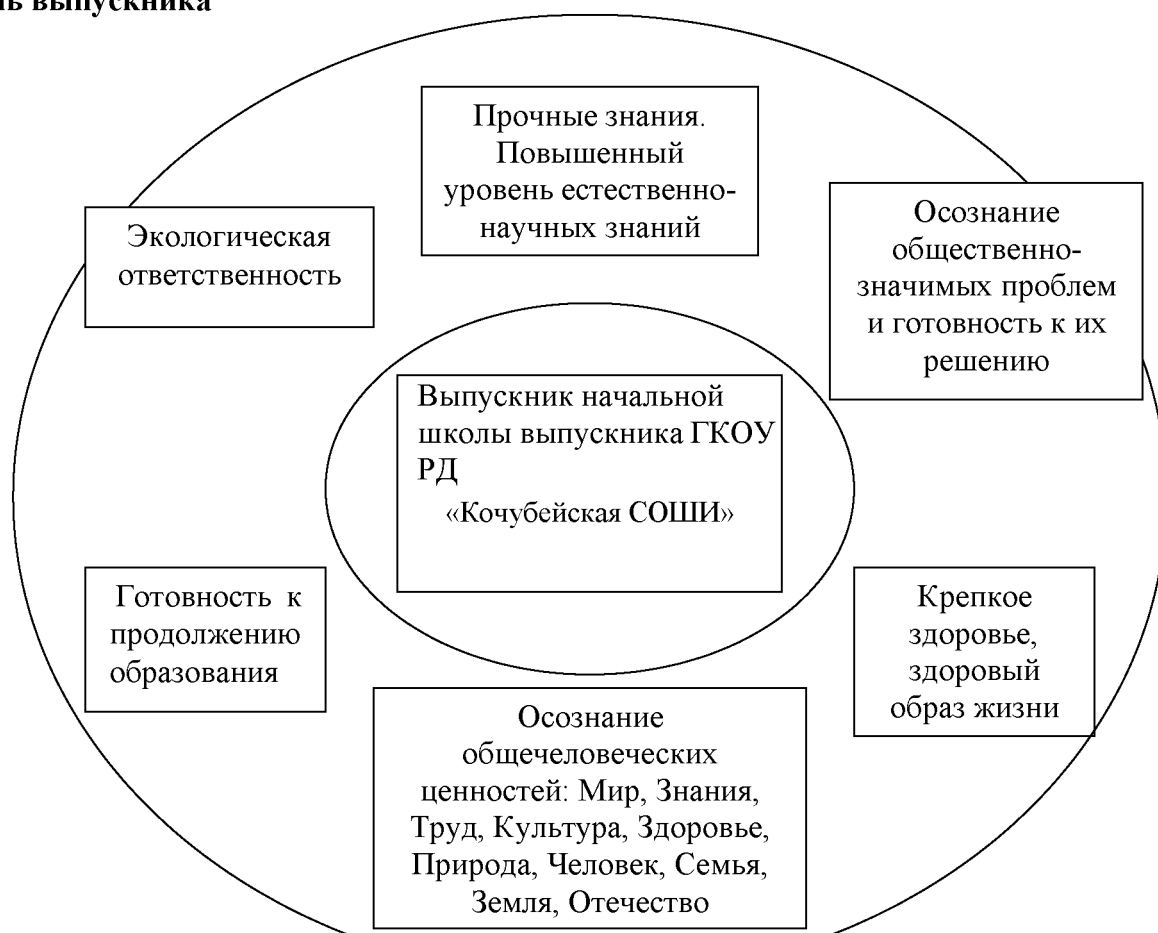 ь выпускника
Прочные знания.
Повышенный
уровень естественно-
научных знаний
Экологическая
ответственность
Осознание
общественно-
значимых проблем
и готовность к их
решению
Выпускник начальной
школы выпускника ГКОУ
РД
«Кочубейская СОШИ»
Готовность к
продолжению
образования
Крепкое
здоровье,
здоровый
образ жизни
Осознание
общечеловеческих
ценностей: Мир, Знания,
Труд, Культура, Здоровье,
Природа, Человек, Семья,
Земля, Отечество